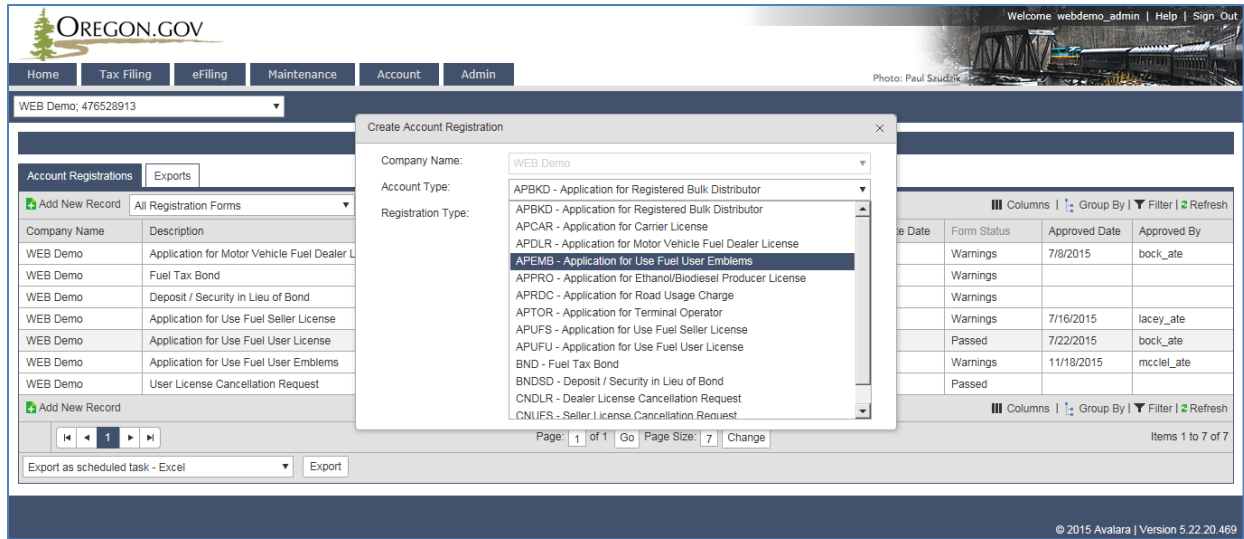 OREGON.GOV
Welcome webdemo_admin | Help | Sign Out
Home Tax Filing eFiling Maintenance Account Admin
Photo: Paul Szudzik
WEB Demo; 476528913
Create Account Registration
Company Name: WEB Demo
Account Type: APBKD - Application for Registered Bulk Distributor
Registration Type:
APBKD - Application for Registered Bulk Distributor
APCAR - Application for Carrier License
APDLR - Application for Motor Vehicle Fuel Dealer License
APEMB - Application for Use Fuel User Emblems
APPRO - Application for Ethanol/Biodiesel Producer License
APRDC - Application for Road Usage Charge
APTOR - Application for Terminal Operator
APUFS - Application for Use Fuel Seller License
APUFU - Application for Use Fuel User License
BND - Fuel Tax Bond
BNDSD - Deposit / Security in Lieu of Bond
CNDLR - Dealer License Cancellation Request
CNUFS - Seller License Cancellation Request
Account Registrations Exports
Add New Record All Registration Forms Columns | Group By | Filter | Refresh
Company Name Description te Date Form Status Approved Date Approved By
WEB Demo Application for Motor Vehicle Fuel Dealer L Warnings 7/8/2015 bock_ate
WEB Demo Fuel Tax Bond Warnings
WEB Demo Deposit / Security in Lieu of Bond Warnings
WEB Demo Application for Use Fuel Seller License Warnings 7/16/2015 lacey_ate
WEB Demo Application for Use Fuel User License Passed 7/22/2015 bock_ate
WEB Demo Application for Use Fuel User Emblems Warnings 11/18/2015 mcclel_ate
WEB Demo User License Cancellation Request Passed
Add New Record Columns | Group By | Filter | Refresh
1 Page: 1 of 1 Go Page Size: 7 Change Items 1 to 7 of 7
Export as scheduled task - Excel Export
© 2015 Avalara | Version 5.22.20.469